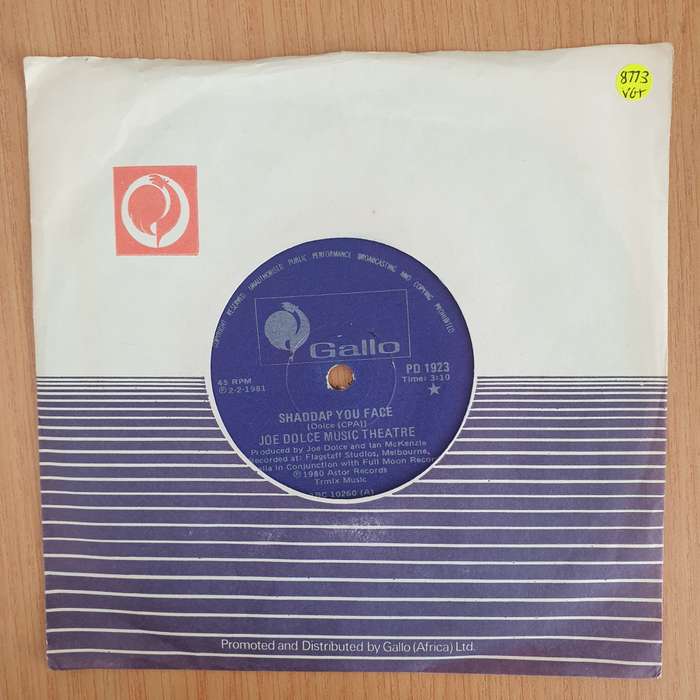 8773
VG+
COPYRIGHT RESERVED. UNAUTHORISED PUBLIC PERFORMANCE BROADCASTING AND COPYING PROHIBITED
Gallo
45 RPM
℗2-2-1981
PD 1923
Time: 3:10
SHADDAP YOU FACE
[Dolce (CPA)]
JOE DOLCE MUSIC THEATRE
Produced by Joe Dolce and Ian McKenzie
Recorded at: Flagstaff Studios, Melbourne,
in Conjunction with Full Moon
℗1980 Astor Records
Trmix Music
10260 (A)
Promoted and Distributed by Gallo (Africa) Ltd.